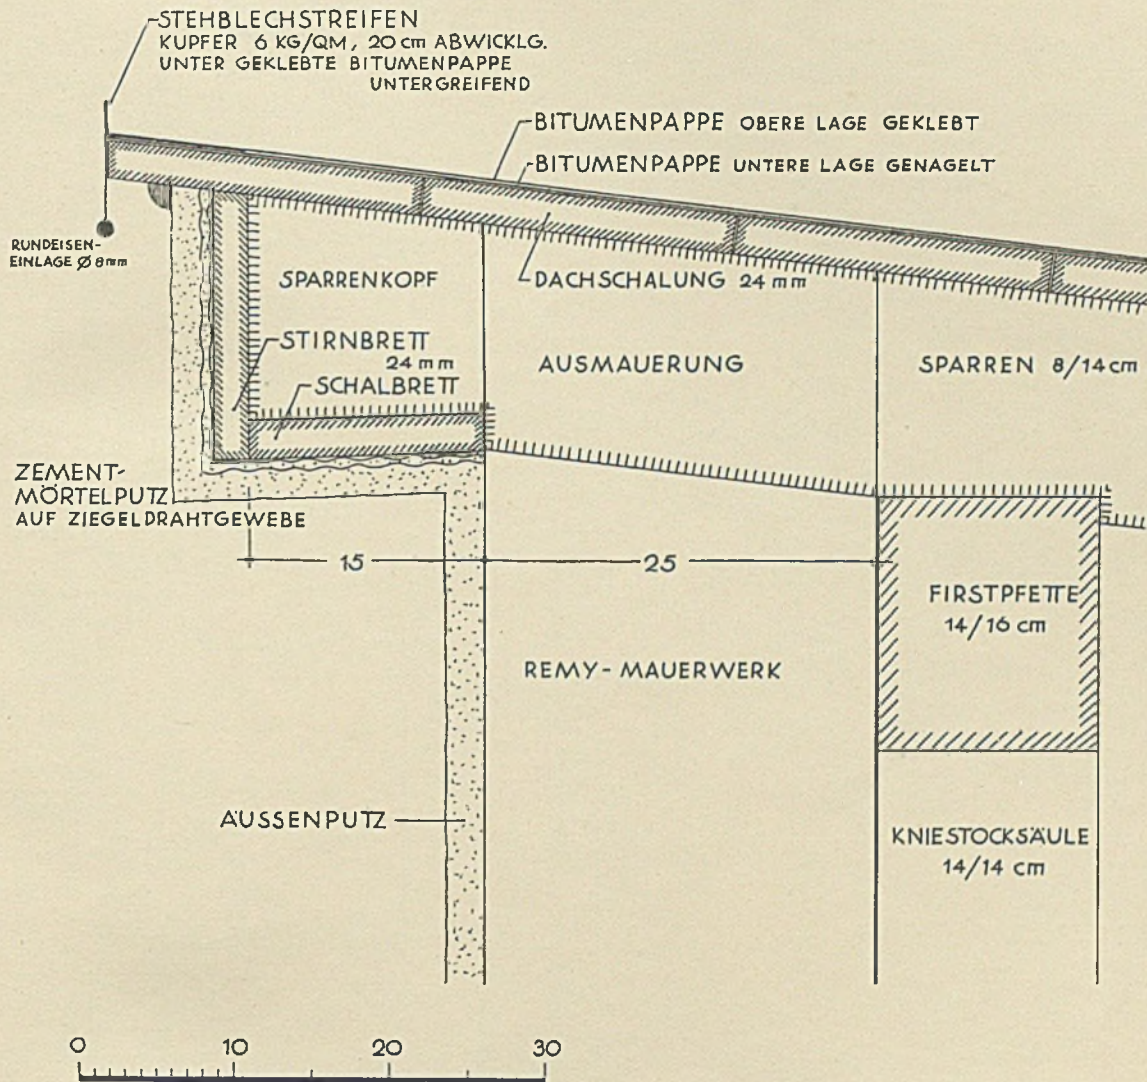 STEHBLECHSTREIFEN
KUPFER 6 KG/QM, 20 cm ABWICKLG.
UNTER GEKLEBTE BITUMENPAPPE
UNTERGREIFEND
BITUMENPAPPE OBERE LAGE GEKLEBT
BITUMENPAPPE UNTERE LAGE GENAGELT
RUNDEISEN-
EINLAGE Ø 8mm
SPARRENKOPF
DACHSCHALUNG 24 mm
STIRNBRETT
24 mm
SCHALBRETT
AUSMAUERUNG
SPARREN 8/14 cm
ZEMENT-
MÖRTELPUTZ
AUF ZIEGELDRAHTGEWEBE
15
25
FIRSTPFETTE
14/16 cm
REMY-MAUERWERK
ÄUSSENPUTZ
KNIESTOCKSÄULE
14/14 cm
0 10 20 30